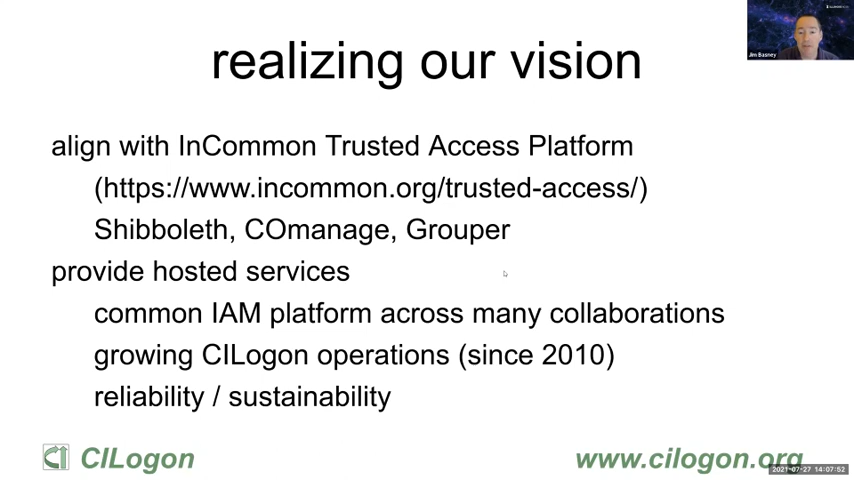 realizing our vision
Jim Basney
align with InCommon Trusted Access Platform
(https://www.incommon.org/trusted-access/)
Shibboleth, COmanage, Grouper
provide hosted services
common IAM platform across many collaborations
growing CILogon operations (since 2010)
reliability / sustainability
CILogon
www.cilogon.org
2021-07-27 14:07:52